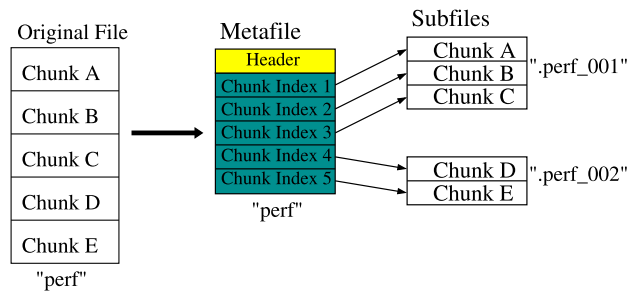 Original File
Chunk A
Chunk B
Chunk C
Chunk D
Chunk E
"perf"
Metafile
Header
Chunk Index 1
Chunk Index 2
Chunk Index 3
Chunk Index 4
Chunk Index 5
"perf"
Subfiles
Chunk A
Chunk B
Chunk C
".perf_001"
Chunk D
Chunk E
".perf_002"